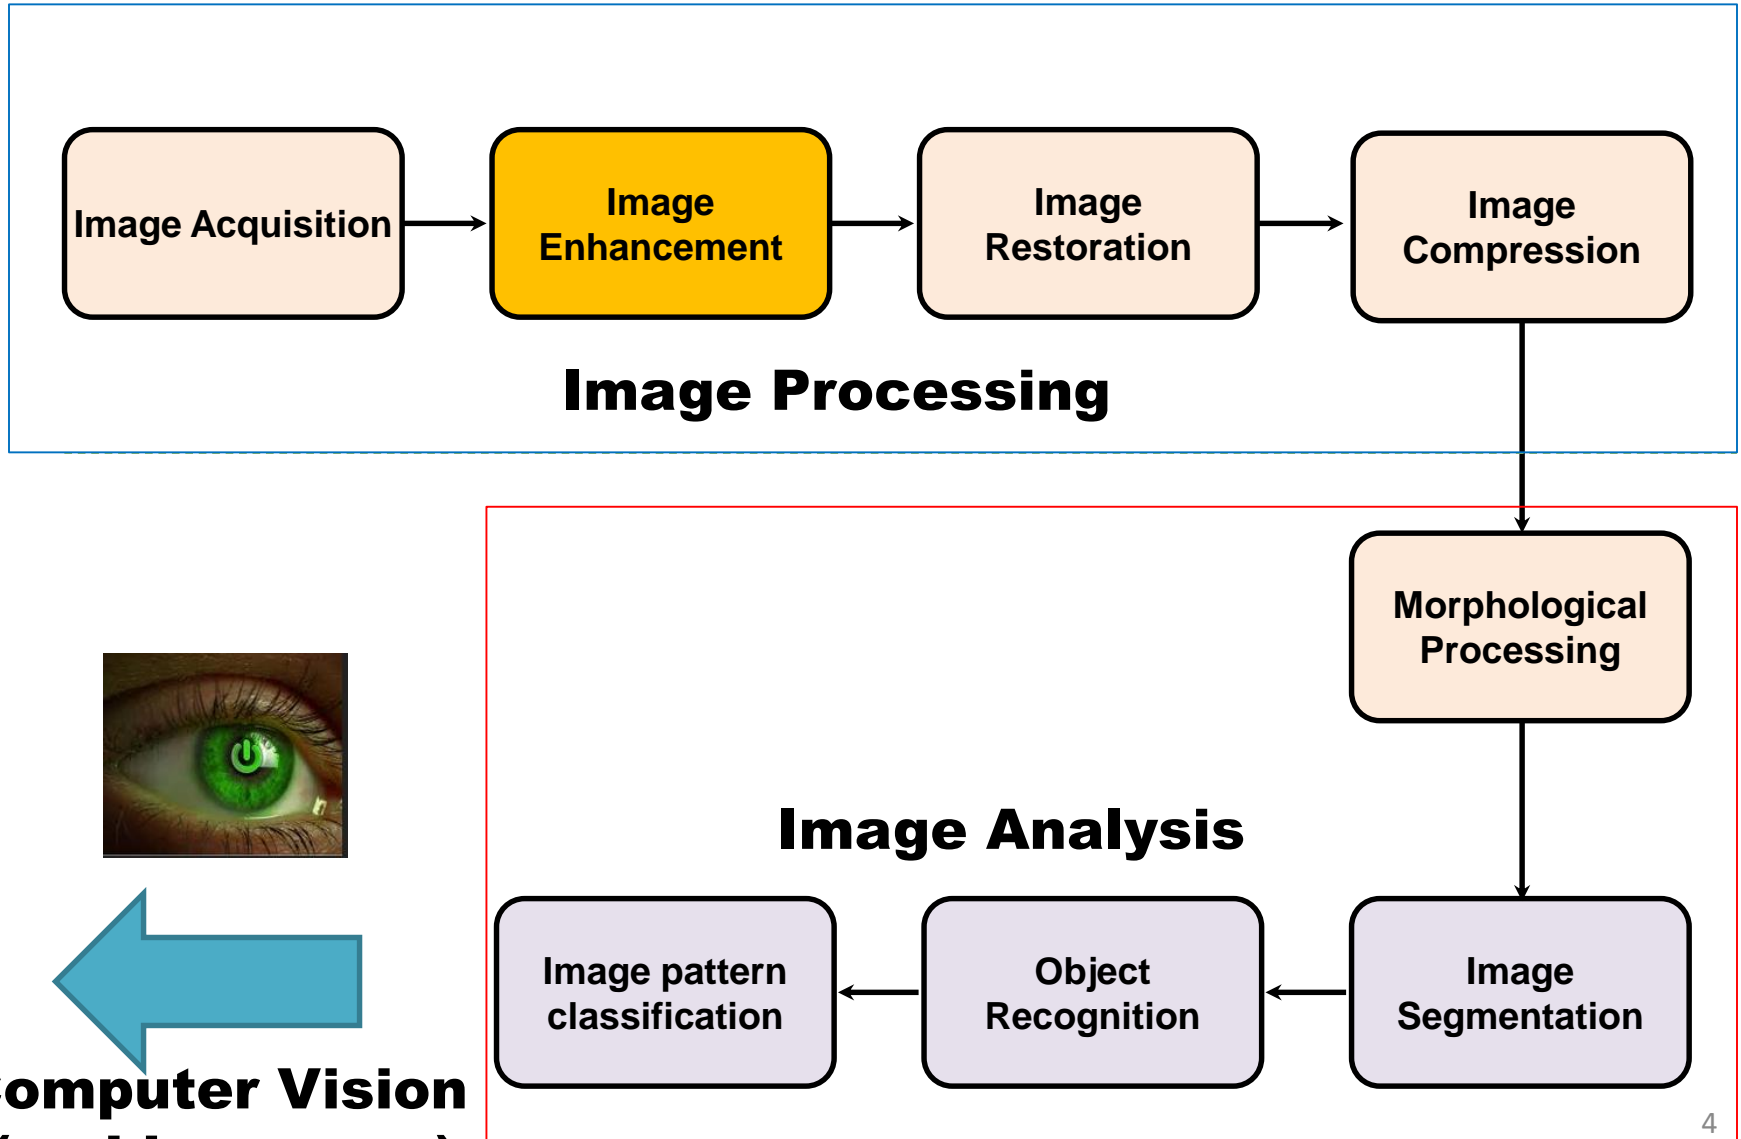 Image Acquisition
Image
Enhancement
Image
Restoration
Image
Compression
Image Processing
Morphological
Processing
Image Analysis
Image pattern
classification
Object
Recognition
Image
Segmentation
omputer Vision
4